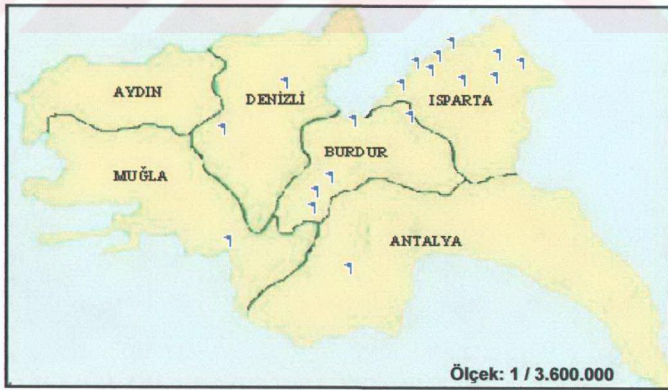 AYDIN
DENİZLİ
ISPARTA
BURDUR
MUĞLA
ANTALYA
Ölçek: 1 / 3.600.000